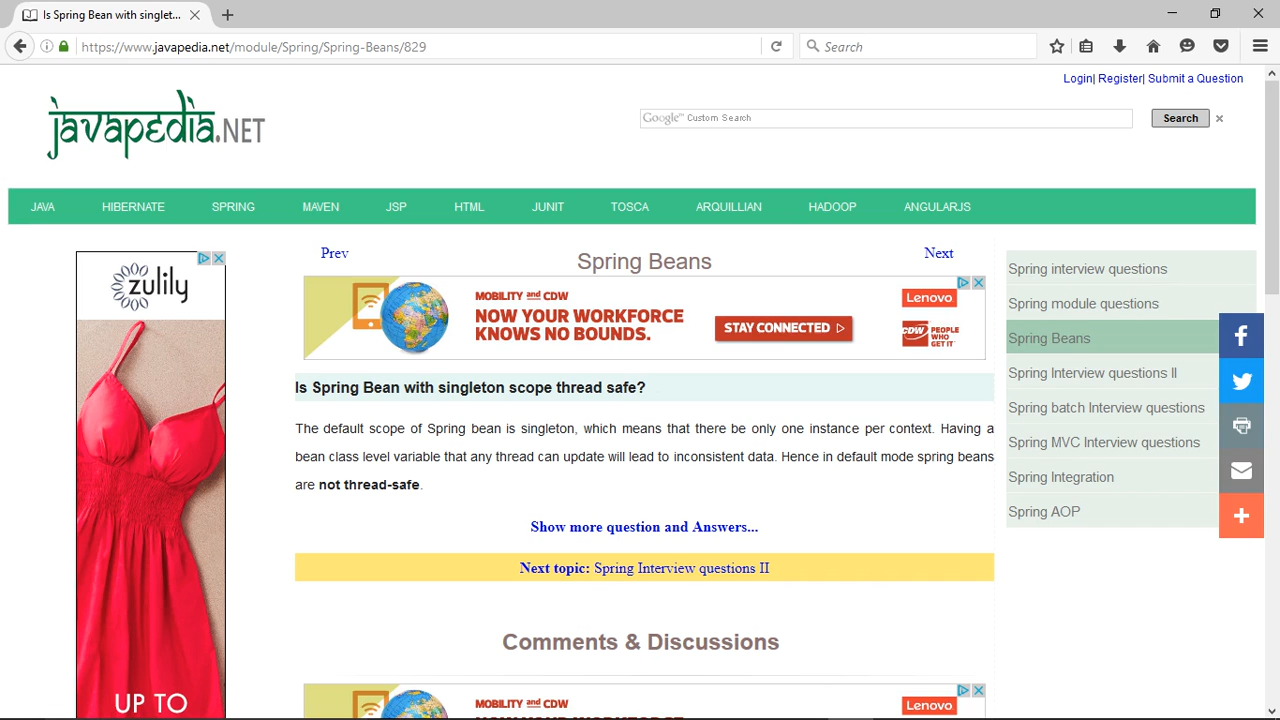 Is Spring Bean with singlet...
https://www.javapedia.net/module/Spring/Spring-Beans/829
Search
Login| Register| Submit a Question
javapedia.NET
Google™ Custom Search
Search
JAVA HIBERNATE SPRING MAVEN JSP HTML JUNIT TOSCA ARQUILLIAN HADOOP ANGULARJS
zulily
UP TO
Prev
Spring Beans
Next
MOBILITY and CDW
NOW YOUR WORKFORCE
KNOWS NO BOUNDS.
STAY CONNECTED
Lenovo
CDW PEOPLE
WHO
GET IT
Is Spring Bean with singleton scope thread safe?
The default scope of Spring bean is singleton, which means that there be only one instance per context. Having a
bean class level variable that any thread can update will lead to inconsistent data. Hence in default mode spring beans
are not thread-safe.
Show more question and Answers...
Next topic: Spring Interview questions II
Comments & Discussions
MOBILITY and CDW
NOW YOUR WORKFORCE
Lenovo
Spring interview questions
Spring module questions
Spring Beans
Spring Interview questions II
Spring batch Interview questions
Spring MVC Interview questions
Spring Integration
Spring AOP